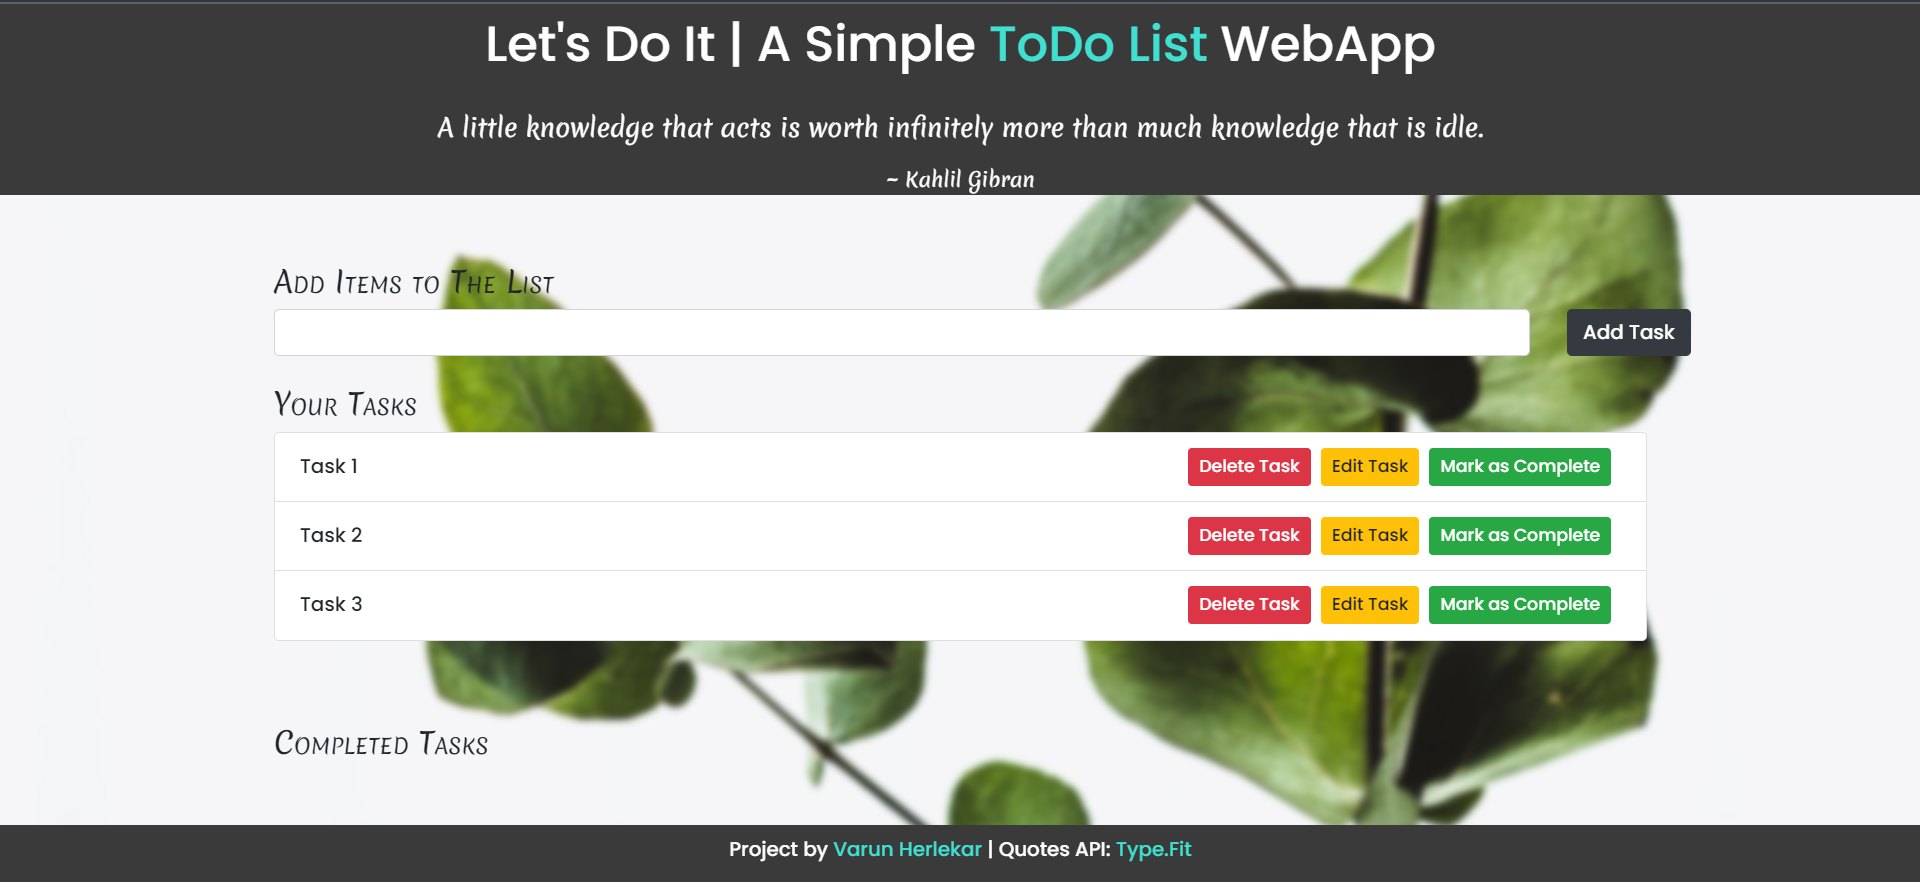 Let's Do It | A Simple ToDo List WebApp
A little knowledge that acts is worth infinitely more than much knowledge that is idle.
~ Kahlil Gibran
Add Items to The List
Add Task
Your Tasks
Task 1 Delete Task Edit Task Mark as Complete
Task 2 Delete Task Edit Task Mark as Complete
Task 3 Delete Task Edit Task Mark as Complete
Completed Tasks
Project by Varun Herlekar | Quotes API: Type.Fit